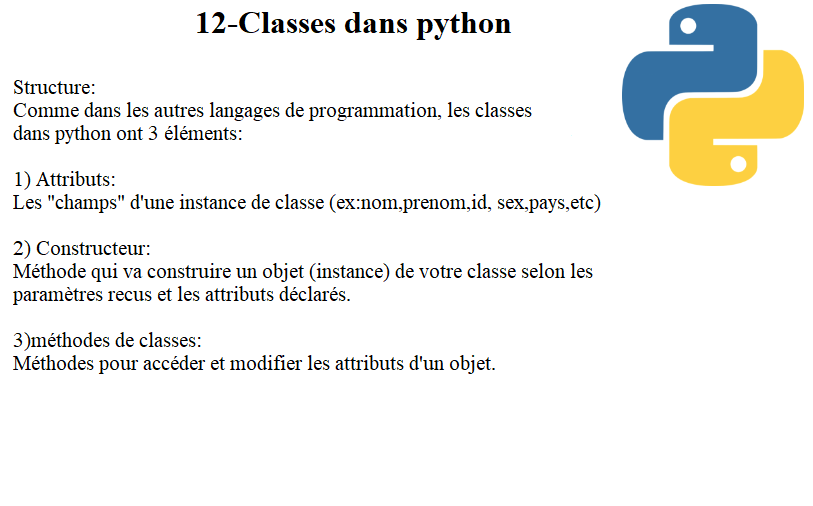 12-Classes dans python
Structure:
Comme dans les autres langages de programmation, les classes
dans python ont 3 éléments:
1) Attributs:
Les "champs" d'une instance de classe (ex:nom,prenom,id, sex,pays,etc)
2) Constructeur:
Méthode qui va construire un objet (instance) de votre classe selon les
paramètres recus et les attributs déclarés.
3)méthodes de classes:
Méthodes pour accéder et modifier les attributs d'un objet.